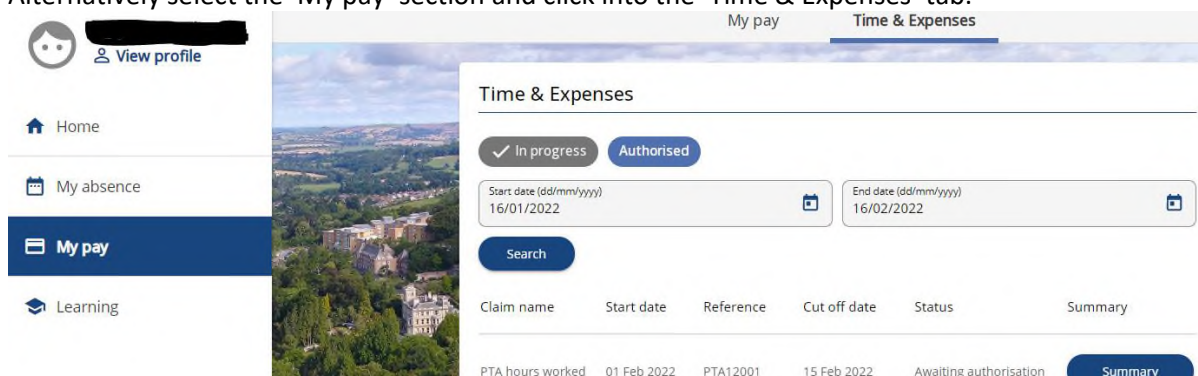 Alternatively select the 'My pay' section and click into the 'Time & Expenses' tab.
My pay Time & Expenses
View profile
Home
My absence
My pay
Learning
Time & Expenses
In progress Authorised
Start date (dd/mm/yyyy) End date (dd/mm/yyyy)
16/01/2022 16/02/2022
Search
Claim name Start date Reference Cut off date Status Summary
PTA hours worked 01 Feb 2022 PTA12001 15 Feb 2022 Awaiting authorisation Summary